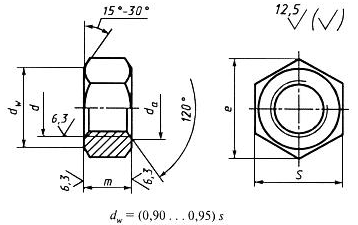 15°-30°
12,5
d_w
d
d_a
120°
e
6,3
6,3
6,3
m
S
d_w = (0,90 . . . 0,95) s